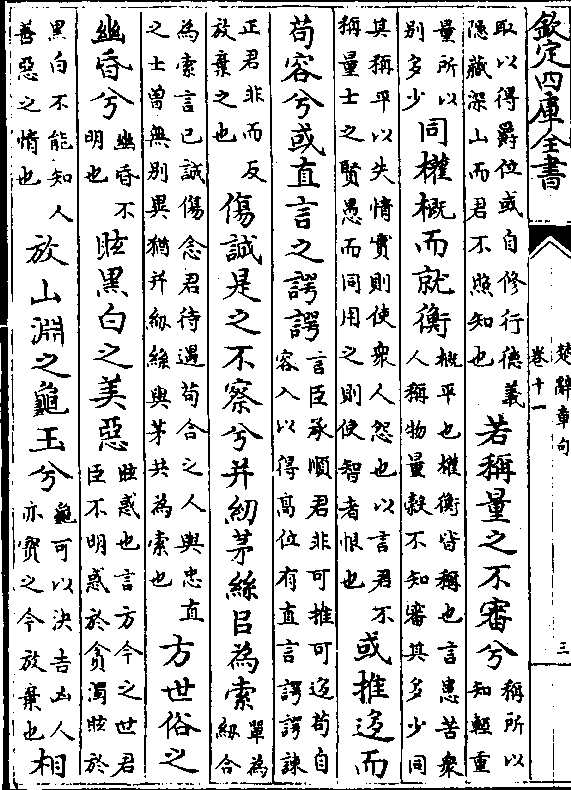 欽定四庫全書
楚辭章句
卷十一
三
取以得爵位或自修行德義
隱藏深山而君不照知也
若稱量之不審兮
稱所以
知輕重
量所以
別多少
同權概而就衡
概平也權衡皆稱也言患苦衆
人稱物量穀不知審其多少同
其稱平以失情實則使衆人怨也以言君不
稱量士之賢愚而同用之則使智者恨也
或推迻而
苟容兮或直言之諤諤
言臣承順君非可推可迻苟自
容入以得高位有直言諤諤諫
正君非而反
放棄之也
傷誠是之不察兮并紉茅絲㠯為索
單為
紉合
為索言已誠傷念君待遇苟合之人與忠直
之士曽無別異猶并紉絲與茅共為索也
方世俗之
幽昏兮
幽昏不
明也
眩黑白之美惡
眩惑也言方今之世君
臣不明惑於貪濁眩於
黑白不能知人
善惡之情也
放山淵之龜玉兮
龜可以決吉凶人
亦寳之今放棄也
相